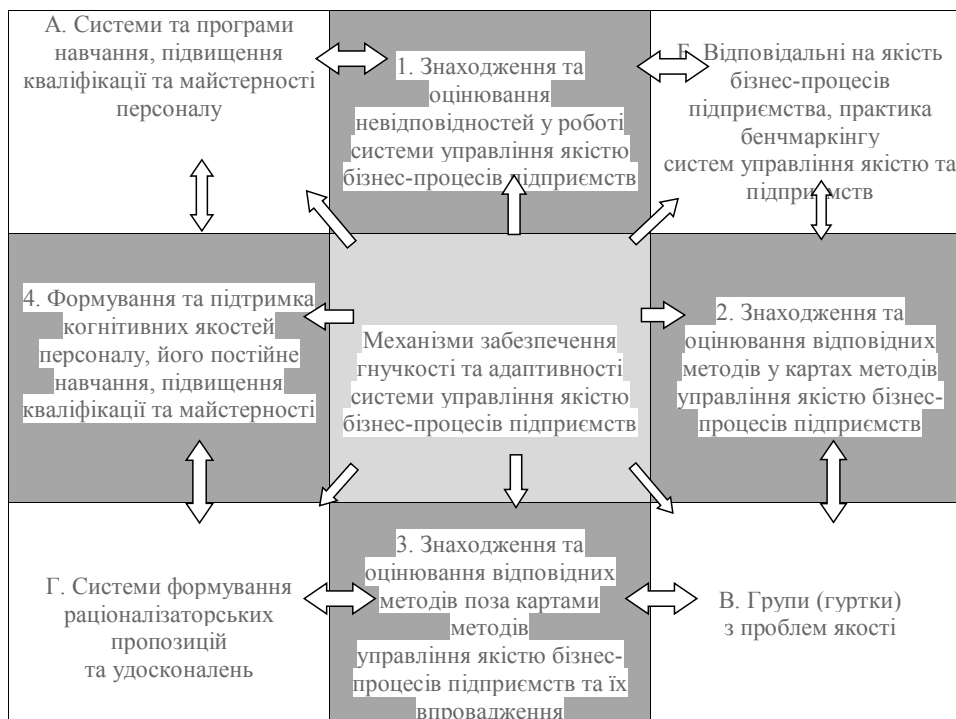 А. Системи та програми
навчання, підвищення
кваліфікації та майстерності
персоналу
1. Знаходження та
оцінювання
невідповідностей у роботі
системи управління якістю
бізнес-процесів підприємств
Б. Відповідальні на якість
бізнес-процесів
підприємства, практика
бенчмаркінгу
систем управління якістю та
підприємств
4. Формування та підтримка
когнітивних якостей
персоналу, його постійне
навчання, підвищення
кваліфікації та майстерності
Механізми забезпечення
гнучкості та адаптивності
системи управління якістю
бізнес-процесів підприємств
2. Знаходження та
оцінювання відповідних
методів у картах методів
управління якістю бізнес-
процесів підприємств
Г. Системи формування
раціоналізаторських
пропозицій
та удосконалень
3. Знаходження та
оцінювання відповідних
методів поза картами
методів
управління якістю бізнес-
процесів підприємств та їх
впровадження
В. Групи (гуртки)
з проблем якості